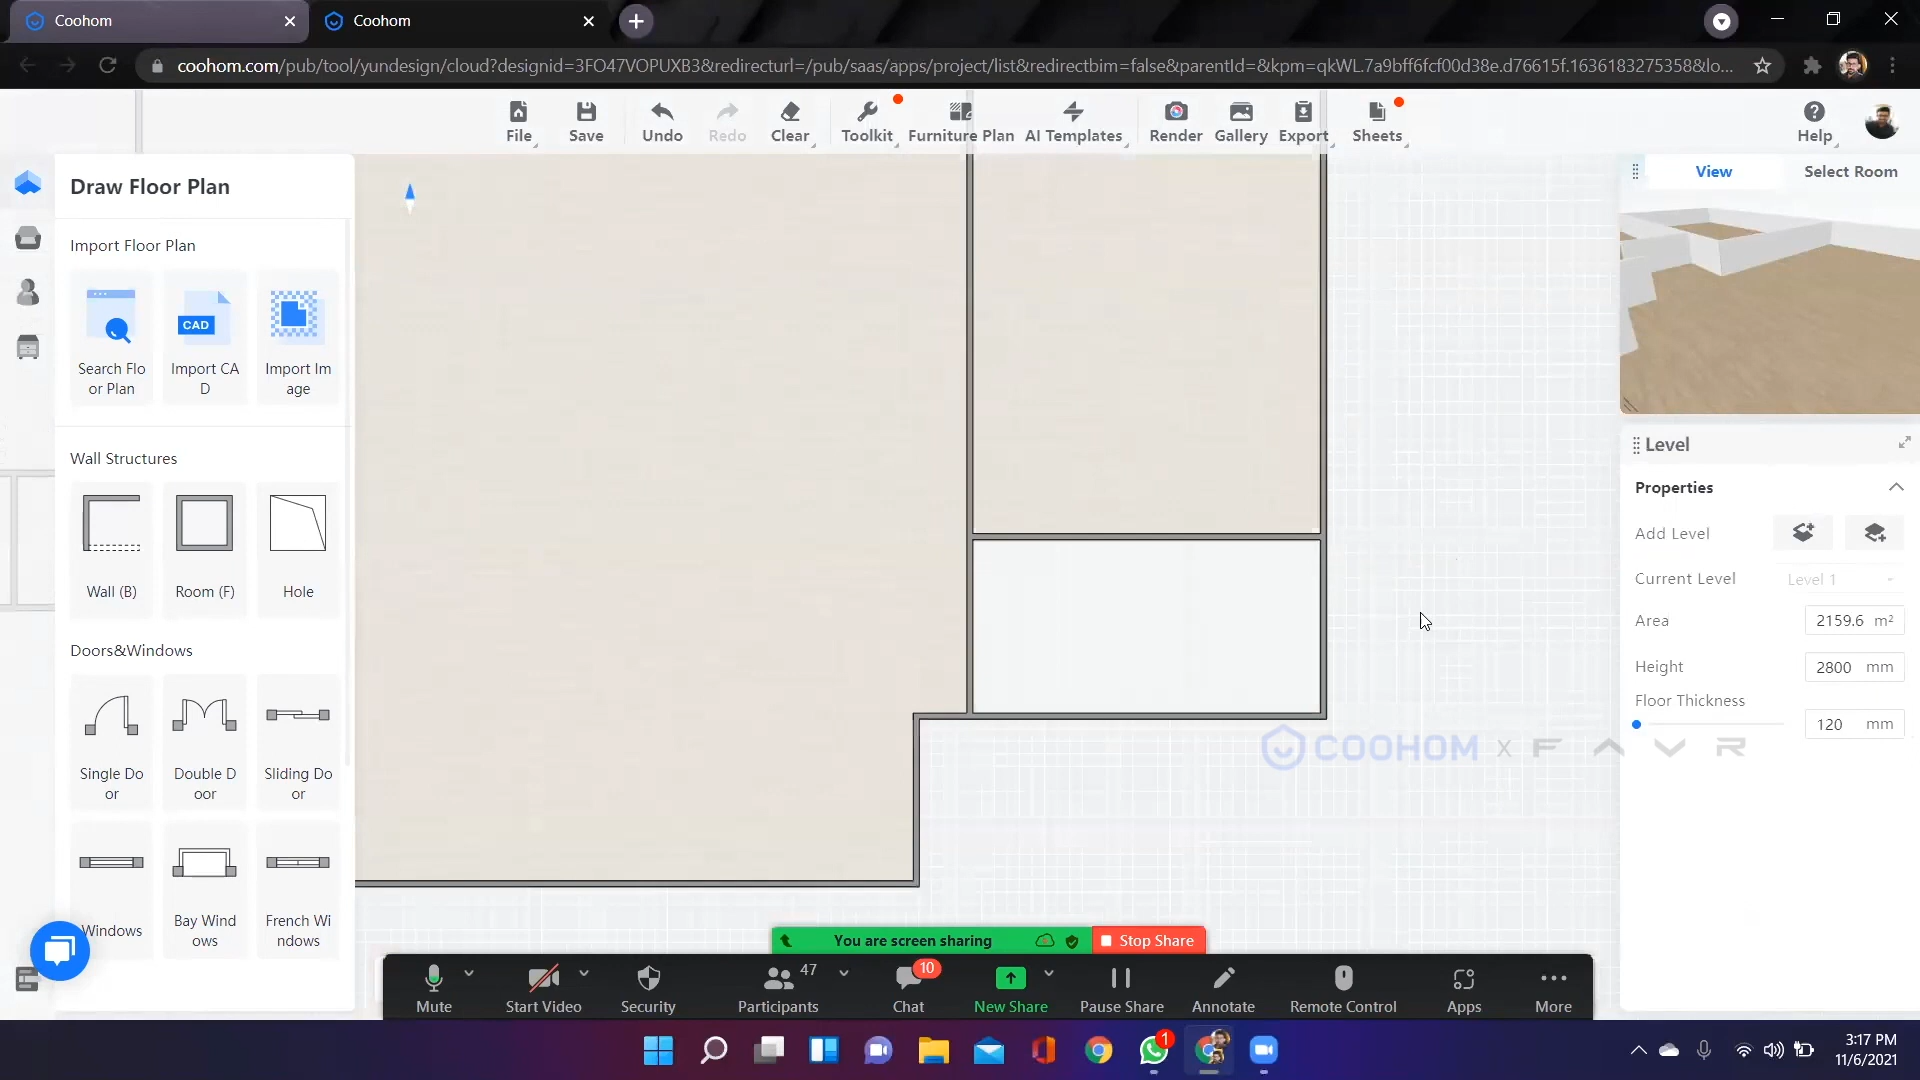 Coohom
Coohom
coohom.com/pub/tool/yundesign/cloud?designid=3FO47VOPUXB3&redirecturl=/pub/saas/apps/project/list&redirectbim=false&parentId=&kpm=qkWL.7a9bff6fcf00d38e.d76615f.1636183275358&lo...
File
Save
Undo
Redo
Clear
Toolkit
Furniture Plan
AI Templates
Render
Gallery
Export
Sheets
Help
Draw Floor Plan
Import Floor Plan
CAD
Search Flo
or Plan
Import CA
D
Import Im
age
Wall Structures
Wall (B)
Room (F)
Hole
Doors&Windows
Single Do
or
Double D
oor
Sliding Do
or
Windows
Bay Wind
ows
French Wi
ndows
View
Select Room
Level
Properties
Add Level
Current Level
Level 1
Area
2159.6 m²
Height
2800 mm
Floor Thickness
120 mm
COOHOM X F A V R
You are screen sharing
Stop Share
Mute
Start Video
Security
Participants
47
Chat
10
New Share
Pause Share
Annotate
Remote Control
Apps
More
1
3:17 PM
11/6/2021